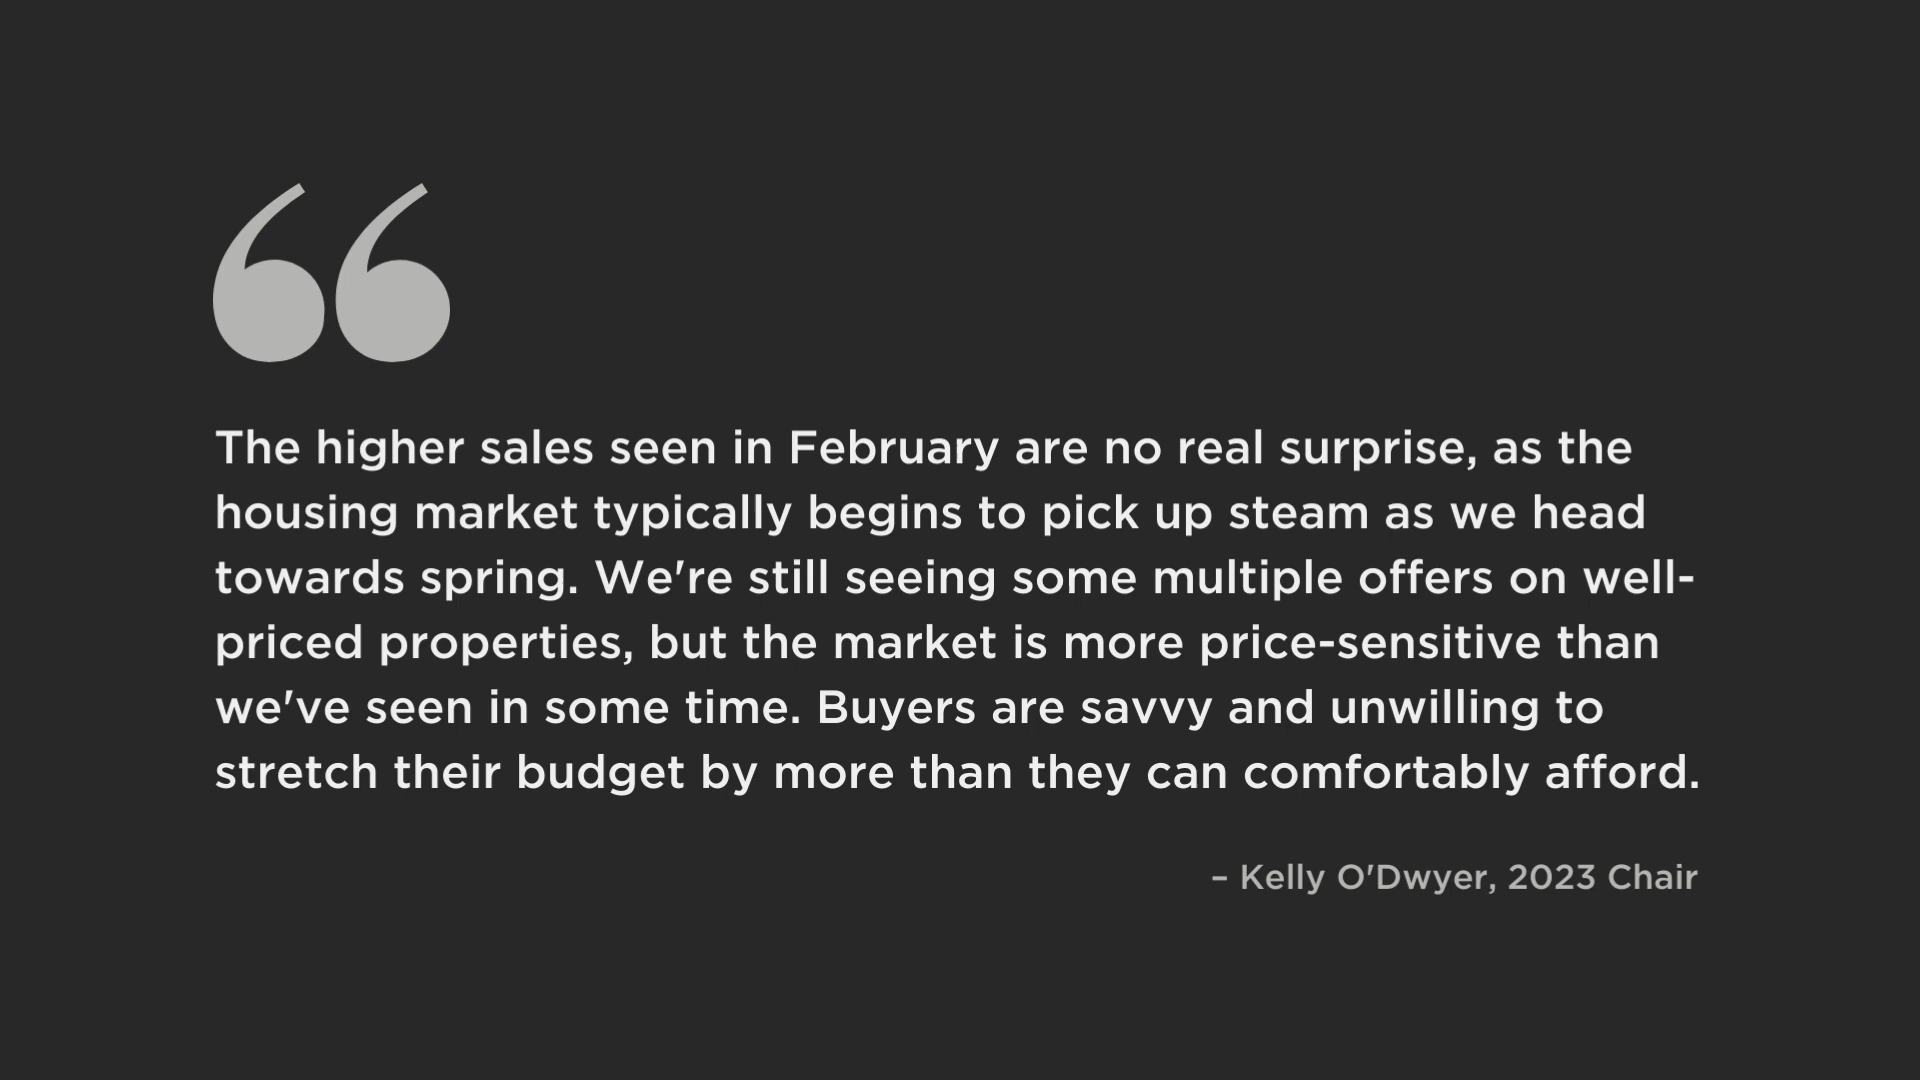 “
The higher sales seen in February are no real surprise, as the
housing market typically begins to pick up steam as we head
towards spring. We're still seeing some multiple offers on well-
priced properties, but the market is more price-sensitive than
we've seen in some time. Buyers are savvy and unwilling to
stretch their budget by more than they can comfortably afford.
– Kelly O'Dwyer, 2023 Chair